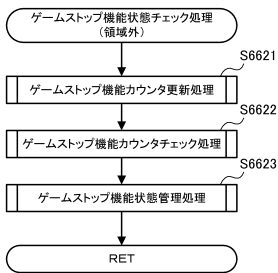 ゲームストップ機能状態チェック処理
(領域外)
S6621
ゲームストップ機能カウンタ更新処理
S6622
ゲームストップ機能カウンタチェック処理
S6623
ゲームストップ機能状態管理処理
RET